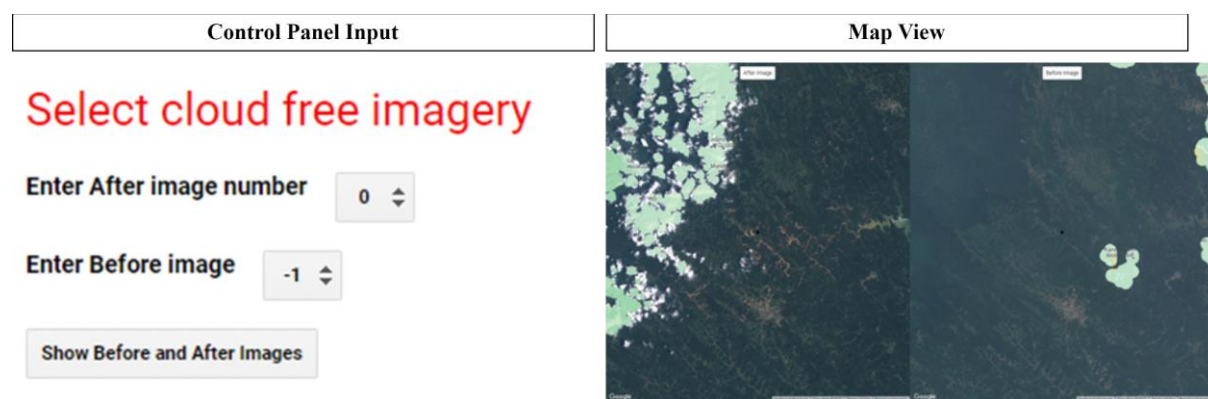 Control Panel Input
Map View
Select cloud free imagery
Enter After image number
0
Enter Before image
-1
Show Before and After Images
After Image
Before Image
Google
Google